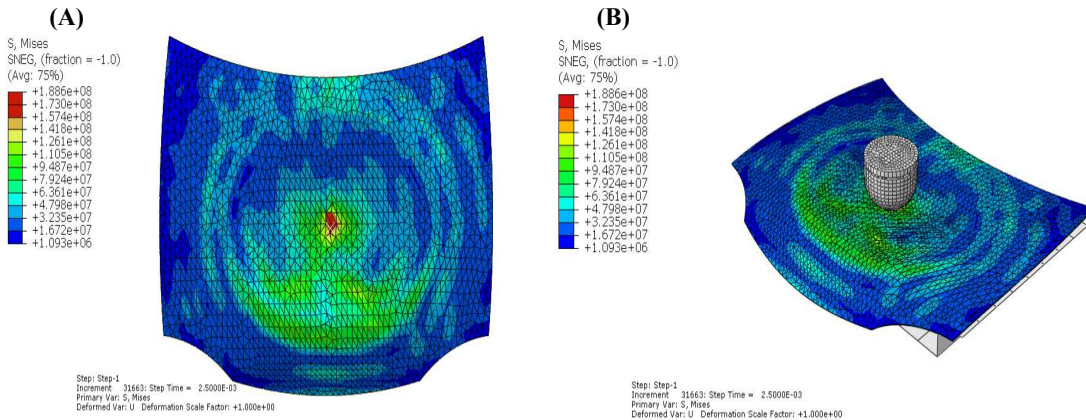 (A)
S, Mises
SNEG, (fraction = -1.0)
(Avg: 75%)
+1.886e+08
+1.730e+08
+1.574e+08
+1.418e+08
+1.261e+08
+1.105e+08
+9.487e+07
+7.924e+07
+6.361e+07
+4.798e+07
+3.235e+07
+1.672e+07
+1.093e+06
Step: Step-1
Increment 31663: Step Time = 2.5000E-03
Primary Var: S, Mises
Deformed Var: U Deformation Scale Factor: +1.000e+00
(B)
S, Mises
SNEG, (fraction = -1.0)
(Avg: 75%)
+1.886e+08
+1.730e+08
+1.574e+08
+1.418e+08
+1.261e+08
+1.105e+08
+9.487e+07
+7.924e+07
+6.361e+07
+4.798e+07
+3.235e+07
+1.672e+07
+1.093e+06
Step: Step-1
Increment 31663: Step Time = 2.5000E-03
Primary Var: S, Mises
Deformed Var: U Deformation Scale Factor: +1.000e+00